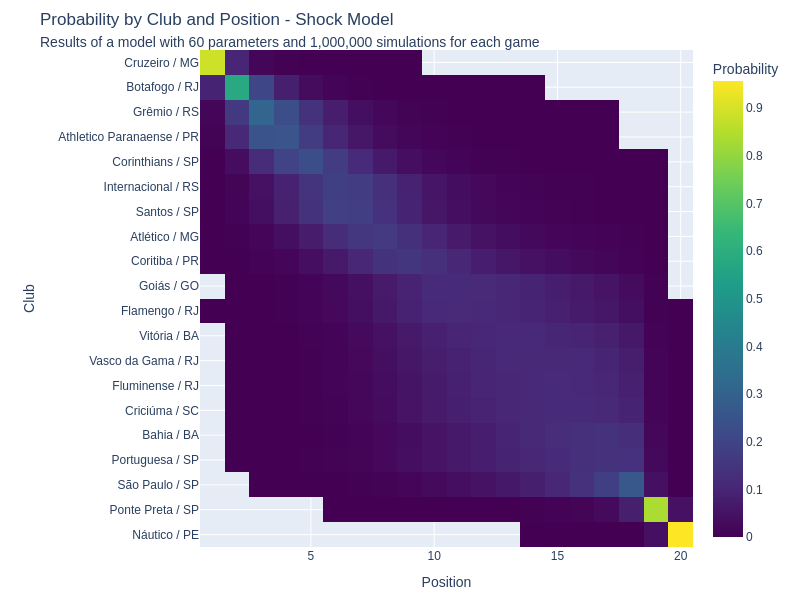 Probability by Club and Position - Shock Model
Results of a model with 60 parameters and 1,000,000 simulations for each game
Cruzeiro / MG
Botafogo / RJ
Grêmio / RS
Athletico Paranaense / PR
Corinthians / SP
Internacional / RS
Santos / SP
Atlético / MG
Coritiba / PR
Goiás / GO
Flamengo / RJ
Vitória / BA
Vasco da Gama / RJ
Fluminense / RJ
Criciúma / SC
Bahia / BA
Portuguesa / SP
São Paulo / SP
Ponte Preta / SP
Náutico / PE
Club
5
10
15
20
Position
Probability
0.9
0.8
0.7
0.6
0.5
0.4
0.3
0.2
0.1
0